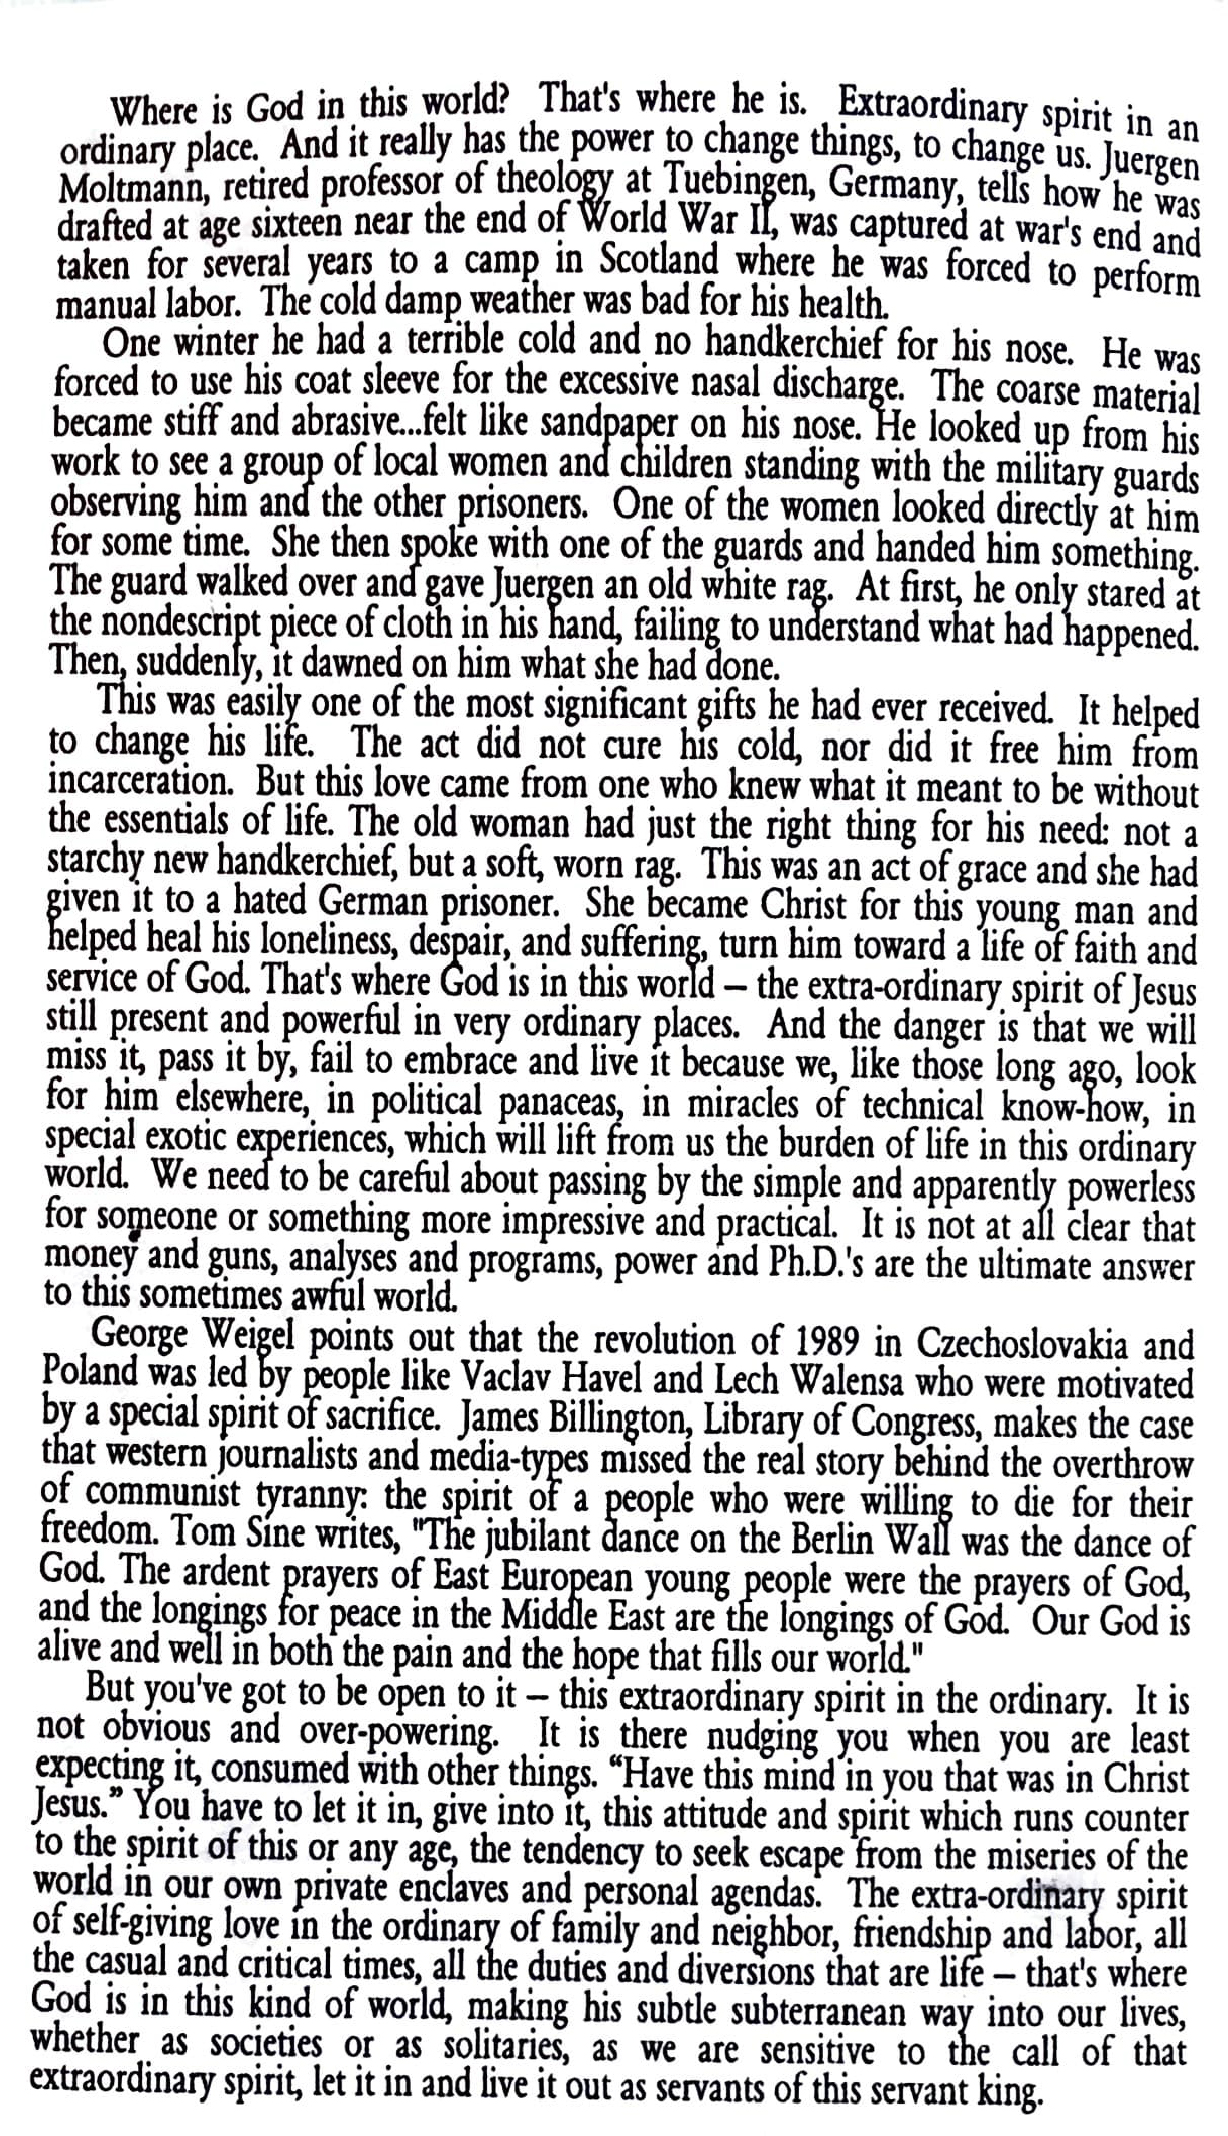 Where is God in this world? That's where he is. Extraordinary spirit in an
ordinary place. And it really has the power to change things, to change us. Juergen
Moltmann, retired professor of theology at Tuebingen, Germany, tells how he was
drafted at age sixteen near the end of World War II, was captured at war's end and
taken for several years to a camp in Scotland where he was forced to perform
manual labor. The cold damp weather was bad for his health.
One winter he had a terrible cold and no handkerchief for his nose. He was
forced to use his coat sleeve for the excessive nasal discharge. The coarse material
became stiff and abrasive...felt like sandpaper on his nose. He looked up from his
work to see a group of local women and children standing with the military guards
observing him and the other prisoners. One of the women looked directly at him
for some time. She then spoke with one of the guards and handed him something.
The guard walked over and gave Juergen an old white rag. At first, he only stared at
the nondescript piece of cloth in his hand, failing to understand what had happened.
Then, suddenly, it dawned on him what she had done.
This was easily one of the most significant gifts he had ever received. It helped
to change his life. The act did not cure his cold, nor did it free him from
incarceration. But this love came from one who knew what it meant to be without
the essentials of life. The old woman had just the right thing for his need: not a
starchy new handkerchief, but a soft, worn rag. This was an act of grace and she had
given it to a hated German prisoner. She became Christ for this young man and
helped heal his loneliness, despair, and suffering, turn him toward a life of faith and
service of God. That's where God is in this world – the extra-ordinary spirit of Jesus
still present and powerful in very ordinary places. And the danger is that we will
miss it, pass it by, fail to embrace and live it because we, like those long ago, look
for him elsewhere, in political panaceas, in miracles of technical know-how, in
special exotic experiences, which will lift from us the burden of life in this ordinary
world. We need to be careful about passing by the simple and apparently powerless
for someone or something more impressive and practical. It is not at all clear that
money and guns, analyses and programs, power and Ph.D.'s are the ultimate answer
to this sometimes awful world.
George Weigel points out that the revolution of 1989 in Czechoslovakia and
Poland was led by people like Vaclav Havel and Lech Walensa who were motivated
by a special spirit of sacrifice. James Billington, Library of Congress, makes the case
that western journalists and media-types missed the real story behind the overthrow
of communist tyranny: the spirit of a people who were willing to die for their
freedom. Tom Sine writes, "The jubilant dance on the Berlin Wall was the dance of
God. The ardent prayers of East European young people were the prayers of God,
and the longings for peace in the Middle East are the longings of God. Our God is
alive and well in both the pain and the hope that fills our world."
But you've got to be open to it – this extraordinary spirit in the ordinary. It is
not obvious and over-powering. It is there nudging you when you are least
expecting it, consumed with other things. “Have this mind in you that was in Christ
Jesus.” You have to let it in, give into it, this attitude and spirit which runs counter
to the spirit of this or any age, the tendency to seek escape from the miseries of the
world in our own private enclaves and personal agendas. The extra-ordinary spirit
of self-giving love in the ordinary of family and neighbor, friendship and labor, all
the casual and critical times, all the duties and diversions that are life – that's where
God is in this kind of world, making his subtle subterranean way into our lives,
whether as societies or as solitaries, as we are sensitive to the call of that
extraordinary spirit, let it in and live it out as servants of this servant king.